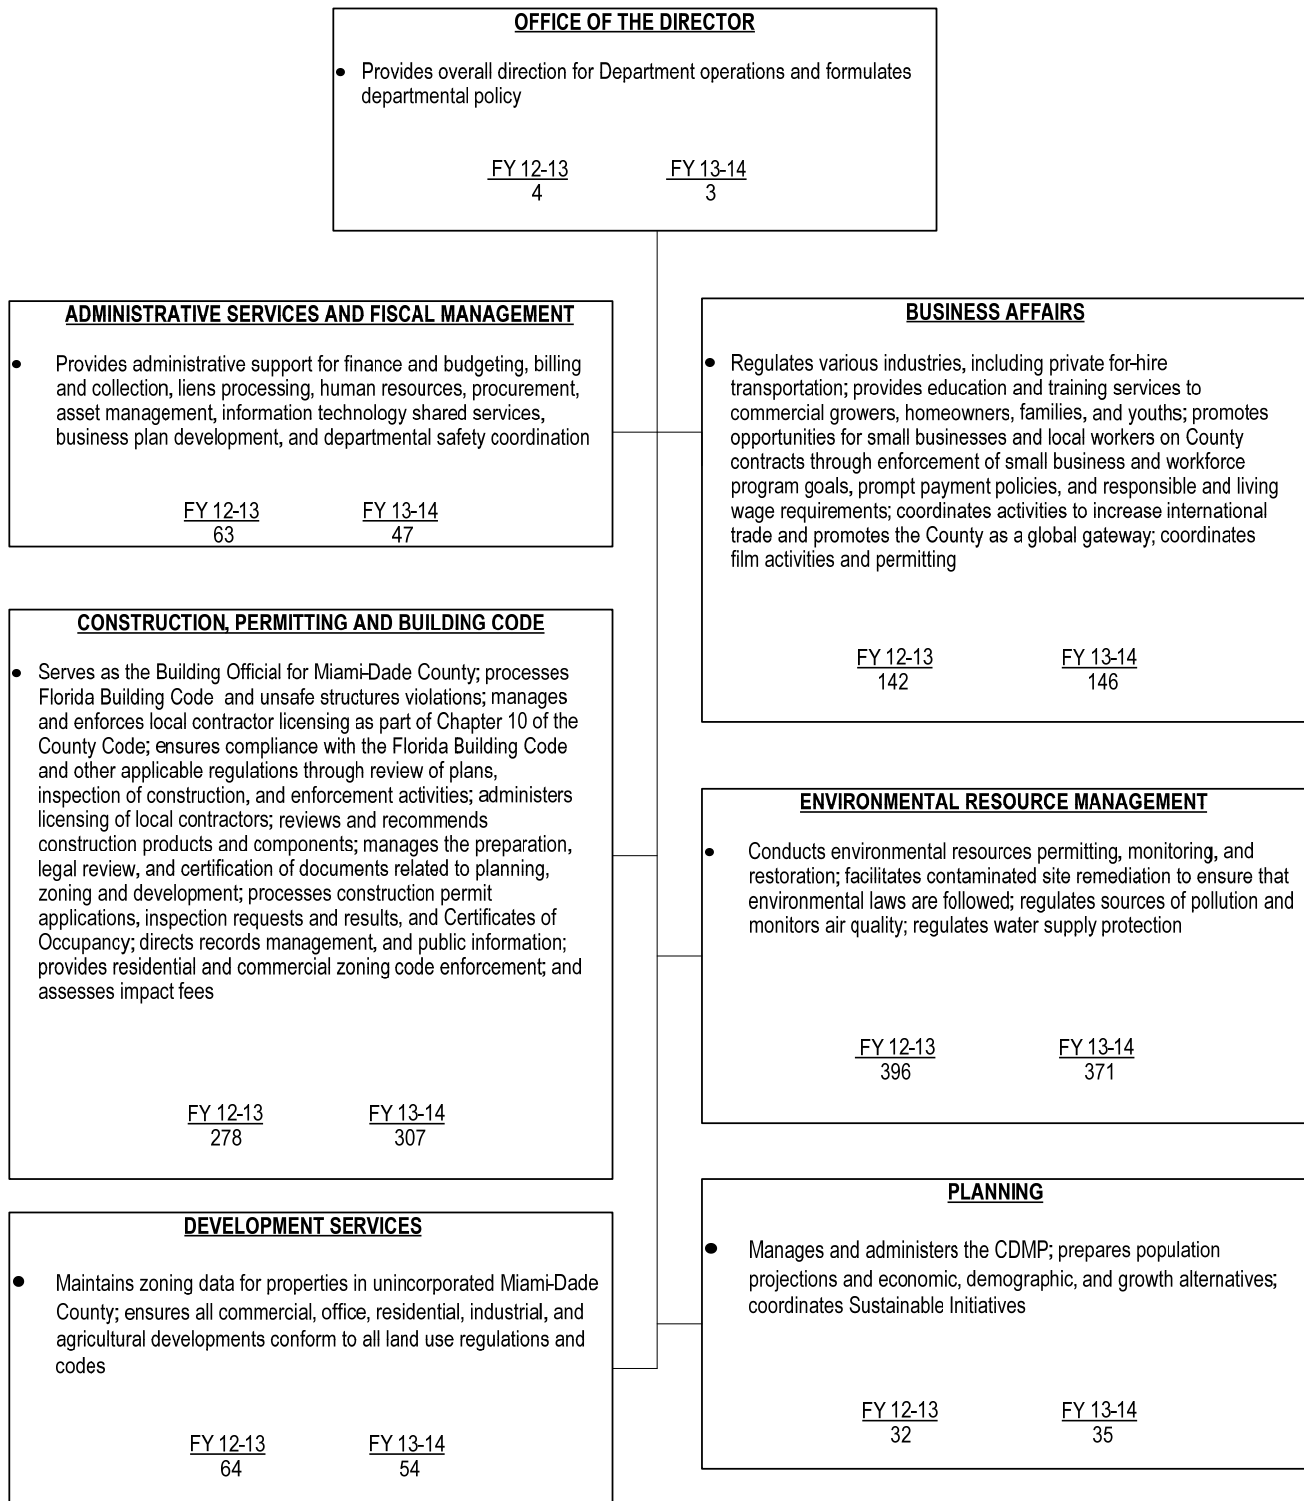 OFFICE OF THE DIRECTOR
• Provides overall direction for Department operations and formulates
departmental policy
FY 12-13 FY 13-14
4 3
ADMINISTRATIVE SERVICES AND FISCAL MANAGEMENT
• Provides administrative support for finance and budgeting, billing
and collection, liens processing, human resources, procurement,
asset management, information technology shared services,
business plan development, and departmental safety coordination
FY 12-13 FY 13-14
63 47
BUSINESS AFFAIRS
• Regulates various industries, including private for-hire
transportation; provides education and training services to
commercial growers, homeowners, families, and youths; promotes
opportunities for small businesses and local workers on County
contracts through enforcement of small business and workforce
program goals, prompt payment policies, and responsible and living
wage requirements; coordinates activities to increase international
trade and promotes the County as a global gateway; coordinates
film activities and permitting
FY 12-13 FY 13-14
142 146
CONSTRUCTION, PERMITTING AND BUILDING CODE
• Serves as the Building Official for Miami-Dade County; processes
Florida Building Code and unsafe structures violations; manages
and enforces local contractor licensing as part of Chapter 10 of the
County Code; ensures compliance with the Florida Building Code
and other applicable regulations through review of plans,
inspection of construction, and enforcement activities; administers
licensing of local contractors; reviews and recommends
construction products and components; manages the preparation,
legal review, and certification of documents related to planning,
zoning and development; processes construction permit
applications, inspection requests and results, and Certificates of
Occupancy; directs records management, and public information;
provides residential and commercial zoning code enforcement; and
assesses impact fees
FY 12-13 FY 13-14
278 307
ENVIRONMENTAL RESOURCE MANAGEMENT
• Conducts environmental resources permitting, monitoring, and
restoration; facilitates contaminated site remediation to ensure that
environmental laws are followed; regulates sources of pollution and
monitors air quality; regulates water supply protection
FY 12-13 FY 13-14
396 371
DEVELOPMENT SERVICES
• Maintains zoning data for properties in unincorporated Miami-Dade
County; ensures all commercial, office, residential, industrial, and
agricultural developments conform to all land use regulations and
codes
FY 12-13 FY 13-14
64 54
PLANNING
• Manages and administers the CDMP; prepares population
projections and economic, demographic, and growth alternatives;
coordinates Sustainable Initiatives
FY 12-13 FY 13-14
32 35